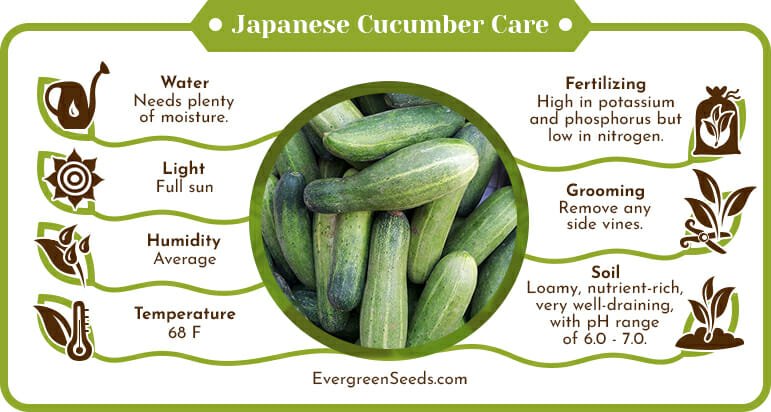 Japanese Cucumber Care
Water
Needs plenty
of moisture.
Light
Full sun
Humidity
Average
Temperature
68 F
Fertilizing
High in potassium
and phosphorus but
low in nitrogen.
Grooming
Remove any
side vines.
Soil
Loamy, nutrient-rich,
very well-draining,
with pH range
of 6.0 - 7.0.
EvergreenSeeds.com